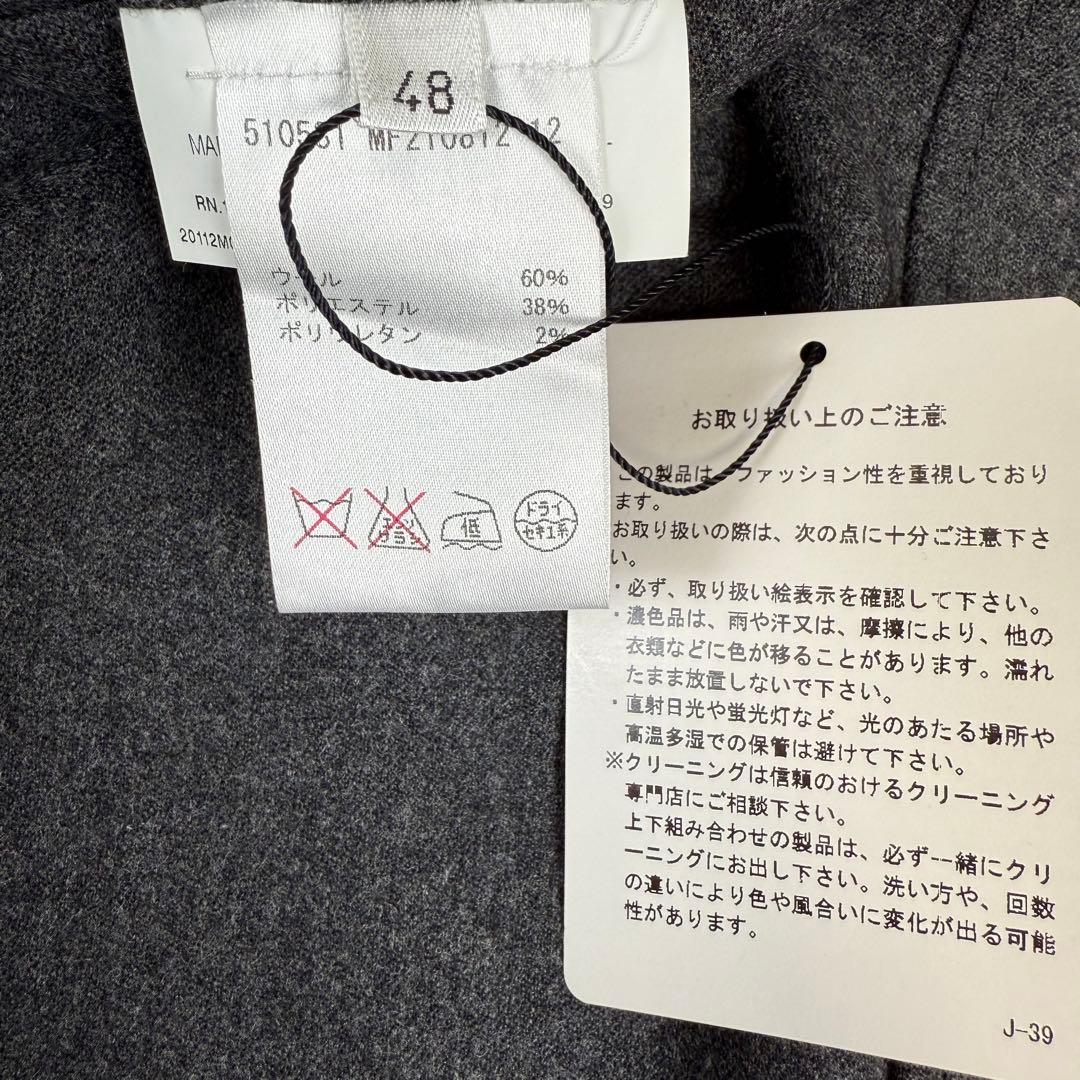 48
MF210812 12
RN.
ウール 60%
ポリエステル 38%
ポリウレタン 2%
エンソ
ラ
低
ドライ
セキユ系
お取り扱い上のご注意
この製品は、ファッション性を重視しており
ます。
お取り扱いの際は、次の点に十分ご注意下さ
い。
・必ず、取り扱い絵表示を確認して下さい。
・濃色品は、雨や汗又は、摩擦により、他の
衣類などに色が移ることがあります。濡れ
たまま放置しないで下さい。
・直射日光や蛍光灯など、光のあたる場所や
高温多湿での保管は避けて下さい。
※クリーニングは信頼のおけるクリーニング
専門店にご相談下さい。
上下組み合わせの製品は、必ず一緒にクリ
ーニングにお出し下さい。洗い方や、回数
の違いにより色や風合いに変化が出る可能
性があります。
J-39